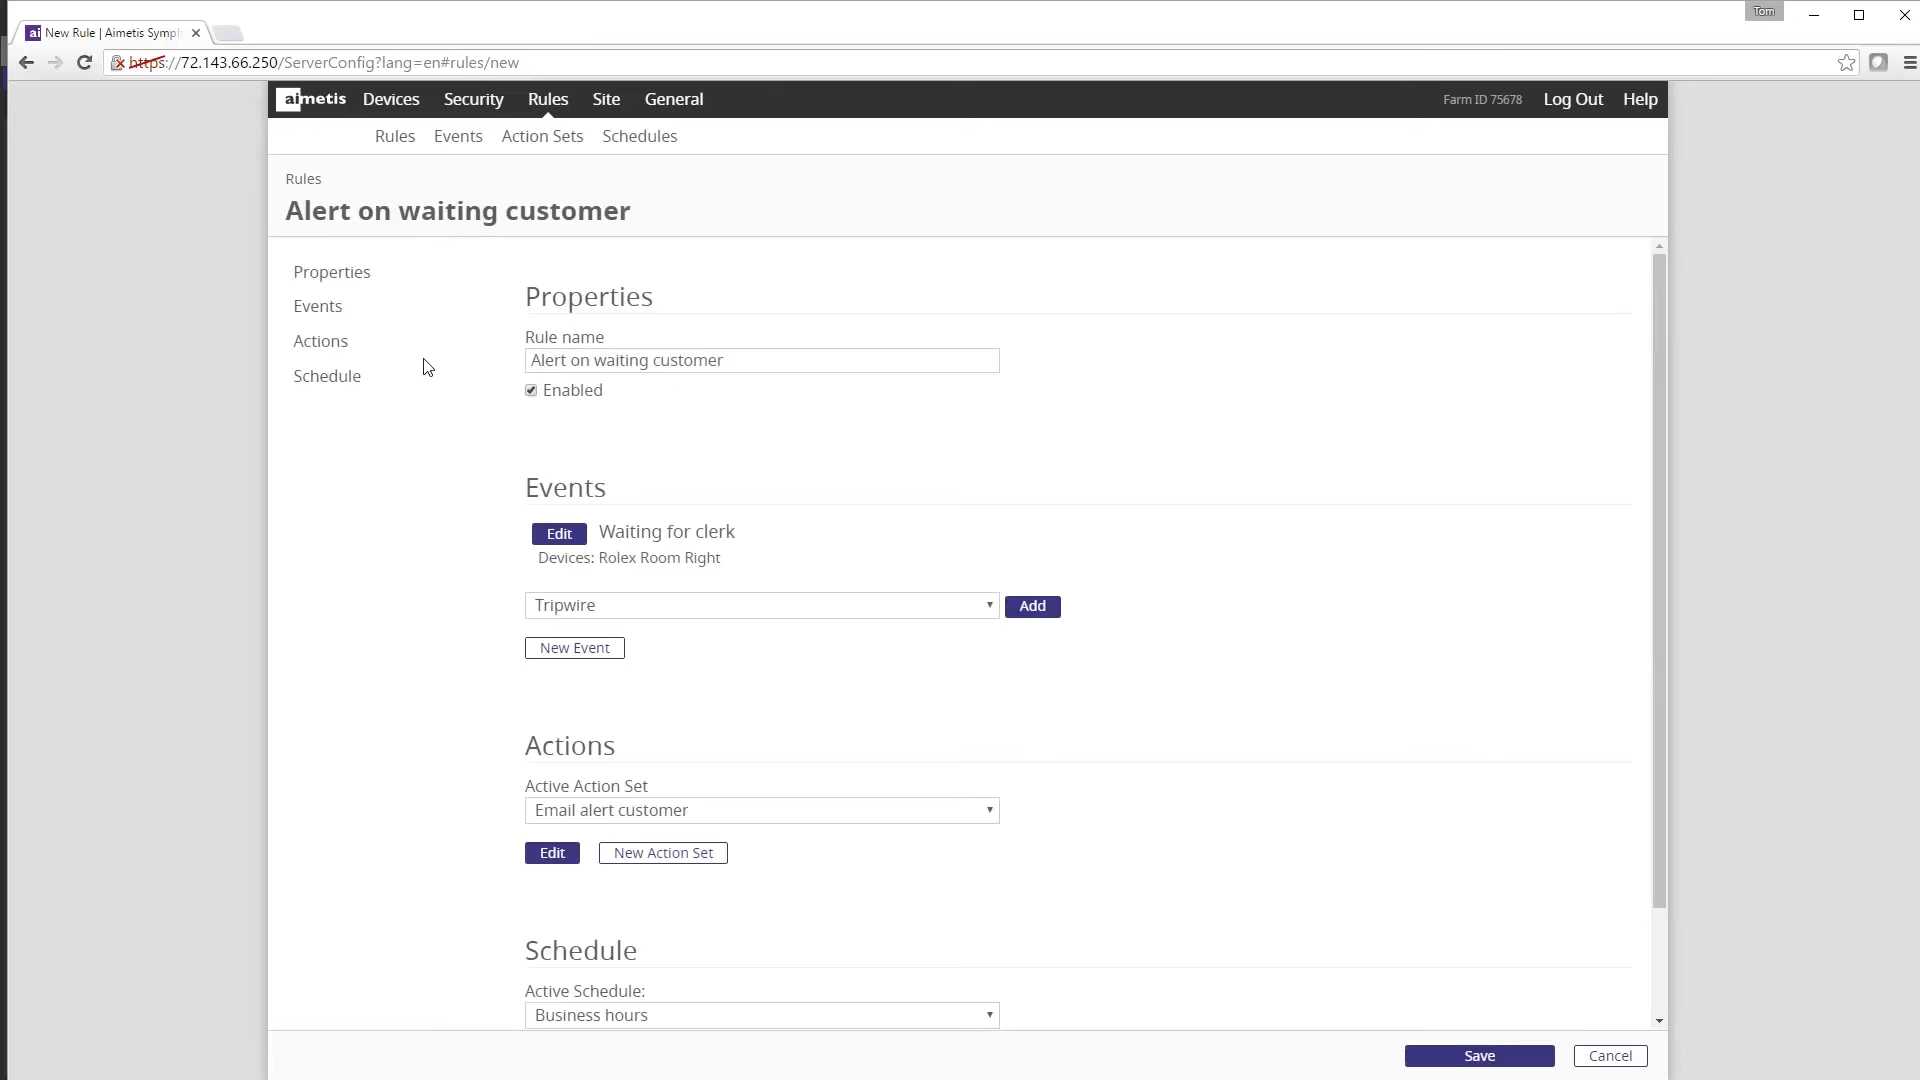 Tom
ai New Rule | Aimetis Symp
https://72.143.66.250/ServerConfig?lang=en#rules/new
aimetis Devices Security Rules Site General Farm ID 75678 Log Out Help
Rules Events Action Sets Schedules
Rules
Alert on waiting customer
Properties
Events
Actions
Schedule
Properties
Rule name
Alert on waiting customer
Enabled
Events
Edit Waiting for clerk
Devices: Rolex Room Right
Tripwire Add
New Event
Actions
Active Action Set
Email alert customer
Edit New Action Set
Schedule
Active Schedule:
Business hours
Save Cancel